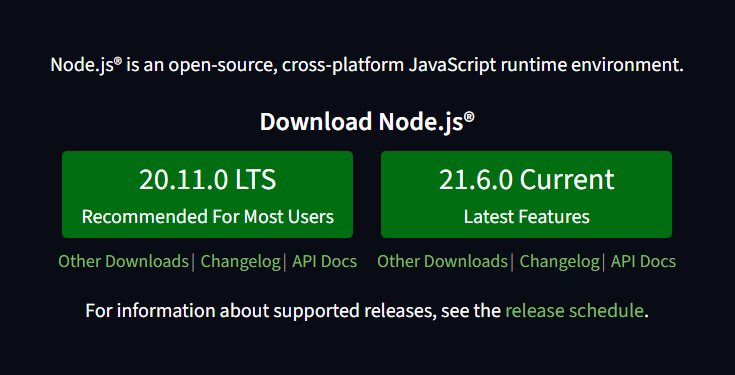 Node.js® is an open-source, cross-platform JavaScript runtime environment.
Download Node.js®
20.11.0 LTS
Recommended For Most Users
21.6.0 Current
Latest Features
Other Downloads| Changelog| API Docs
Other Downloads| Changelog| API Docs
For information about supported releases, see the release schedule.